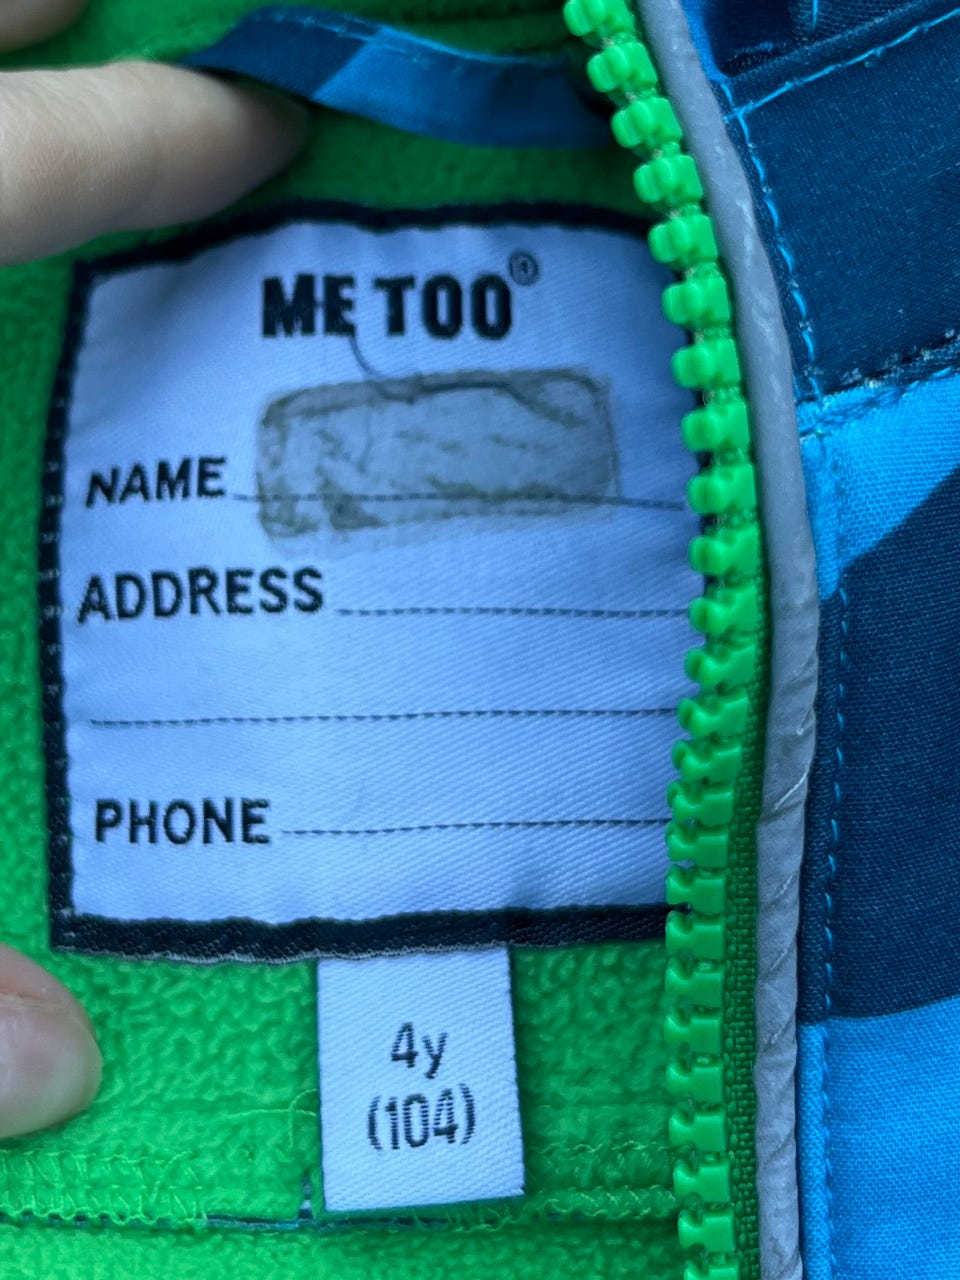 ME TOO®
NAME
ADDRESS
PHONE
4y
(104)